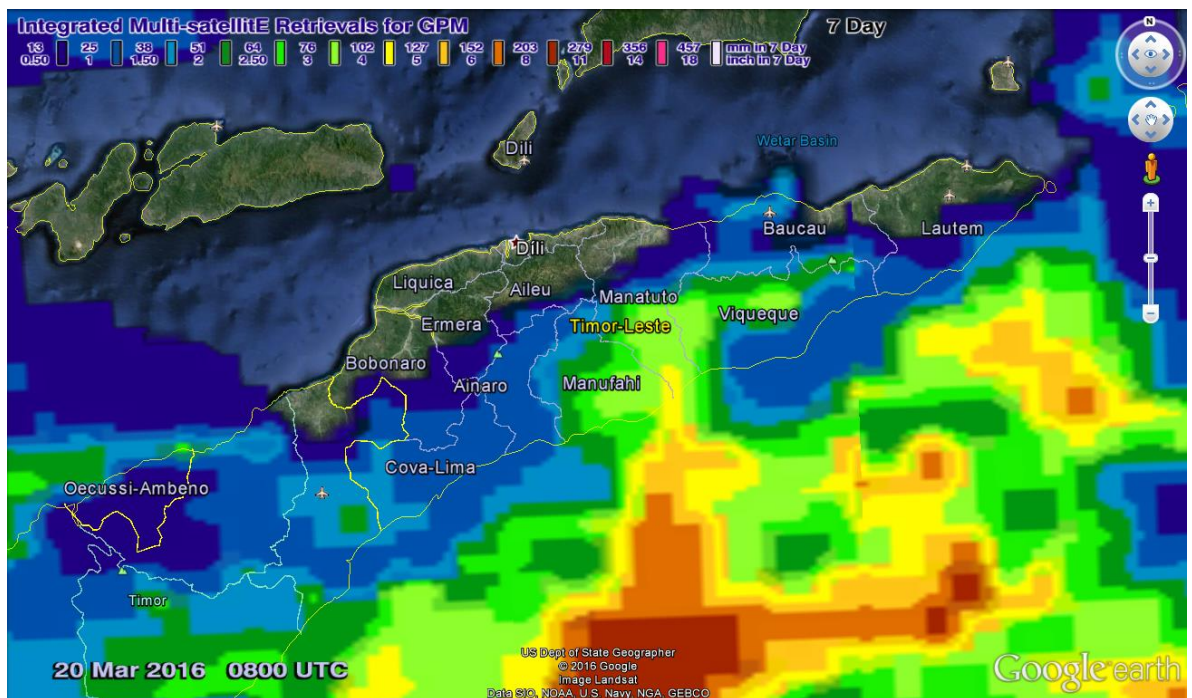 Integrated Multi-satellitE Retrievals for GPM
7 Day
13 25 38 51 64 76 102 127 152 203 279 356 457 mm in 7 Day
0.50 1 1.50 2 2.50 3 4 5 6 8 11 14 18 inch in 7 Day
N
Dili
Wetar Basin
Baucau
Lautem
Díli
Liquica
Aileu
Manatuto
Viqueque
Ermera
Timor-Leste
Bobonaro
Ainaro
Manufahi
Cova-Lima
Oecussi-Ambeno
Timor
20 Mar 2016 0800 UTC
US Dept of State Geographer
© 2016 Google
Image Landsat
Data SIO, NOAA, U.S. Navy, NGA, GEBCO
Google earth